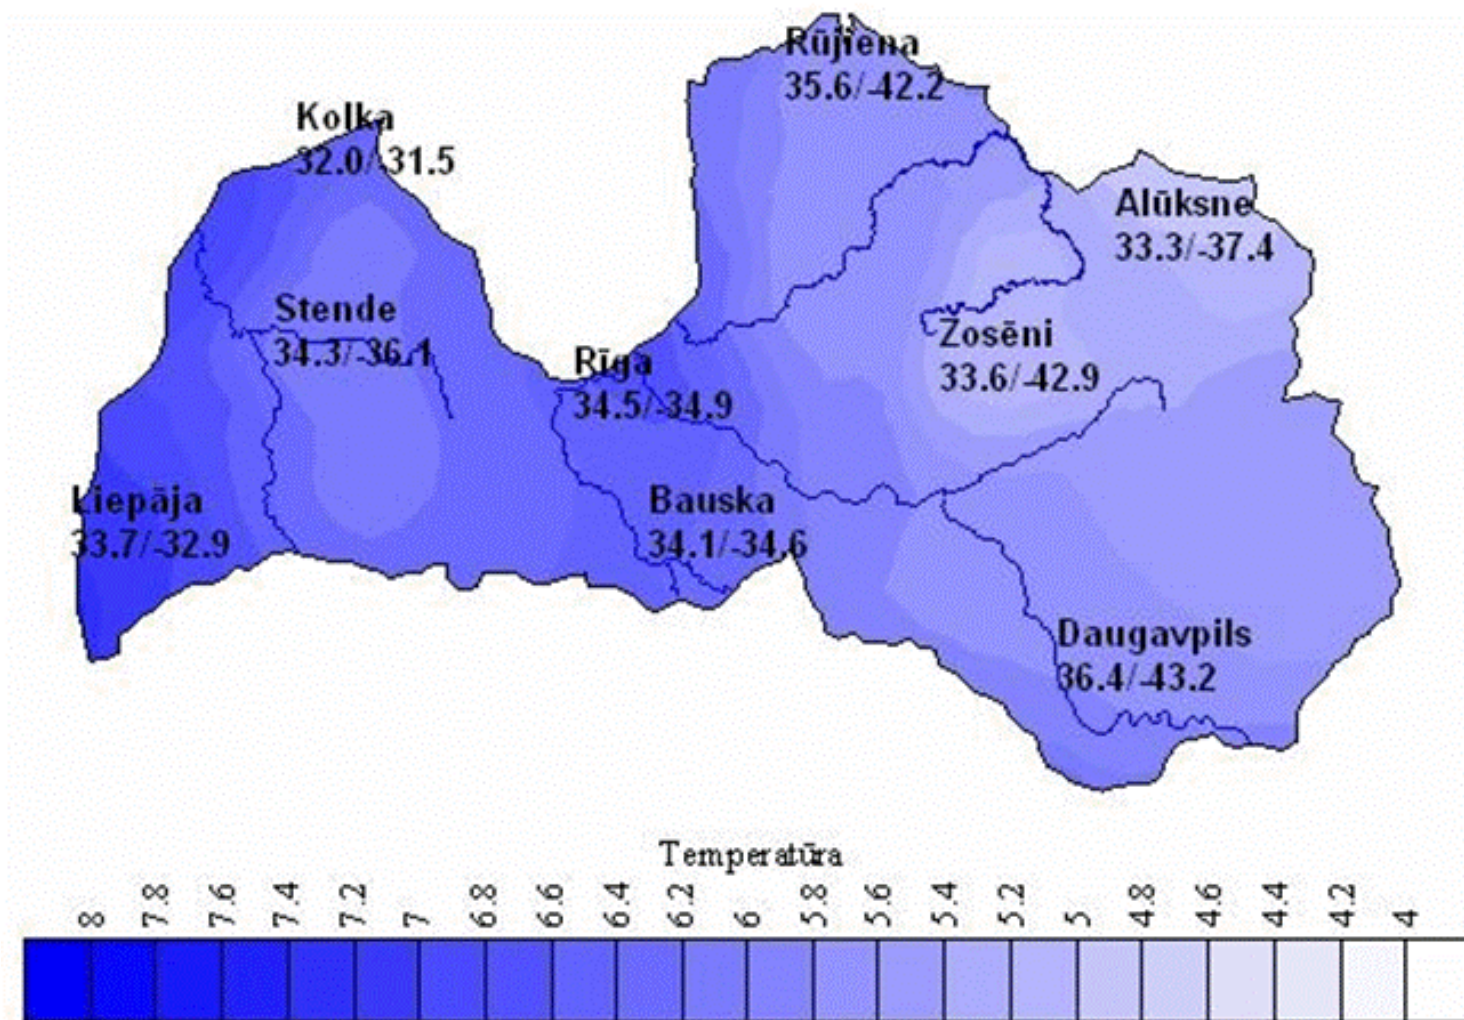 Rūjiena
35.6/-42.2
Kolka
32.0/-31.5
Alūksne
33.3/-37.4
Stende
34.3/-36.1
Zosēni
33.6/-42.9
Rīga
34.5/-34.9
Liepāja
33.7/-32.9
Bauska
34.1/-34.6
Daugavpils
36.4/-43.2
Temperatūra
8 7.8 7.6 7.4 7.2 7 6.8 6.6 6.4 6.2 6 5.8 5.6 5.4 5.2 5 4.8 4.6 4.4 4.2 4